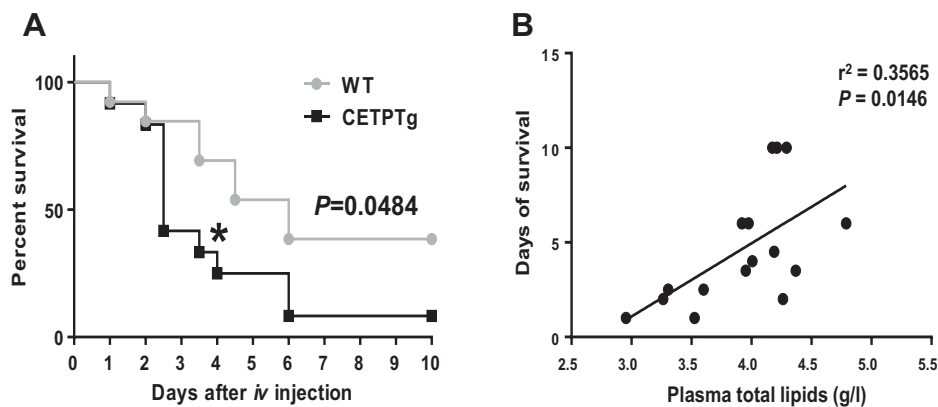 A
Percent survival
100
50
0
WT
CETPTg
P=0.0484
*
0 1 2 3 4 5 6 7 8 9 10
Days after iv injection
B
Days of survival
15
10
5
0
r² = 0.3565
P = 0.0146
2.5 3.0 3.5 4.0 4.5 5.0 5.5
Plasma total lipids (g/l)